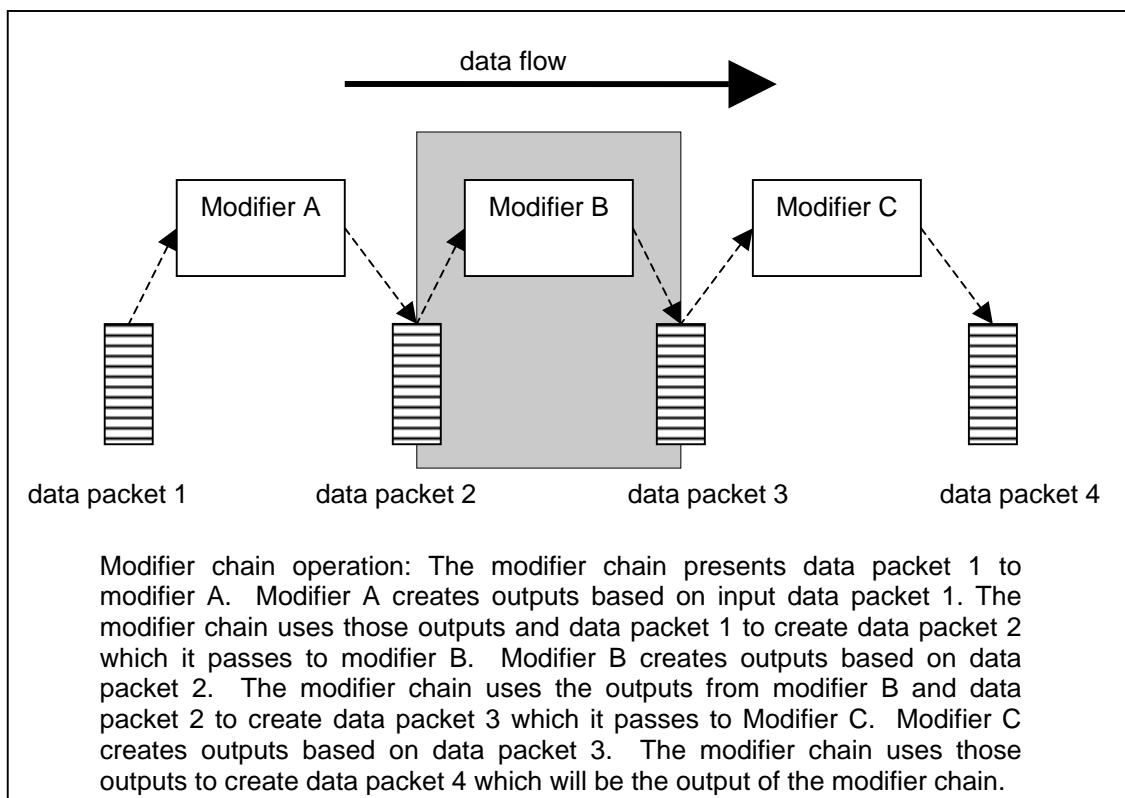 data flow
Modifier A
Modifier B
Modifier C
data packet 1
data packet 2
data packet 3
data packet 4
Modifier chain operation: The modifier chain presents data packet 1 to
modifier A. Modifier A creates outputs based on input data packet 1. The
modifier chain uses those outputs and data packet 1 to create data packet 2
which it passes to modifier B. Modifier B creates outputs based on data
packet 2. The modifier chain uses the outputs from modifier B and data
packet 2 to create data packet 3 which it passes to Modifier C. Modifier C
creates outputs based on data packet 3. The modifier chain uses those
outputs to create data packet 4 which will be the output of the modifier chain.